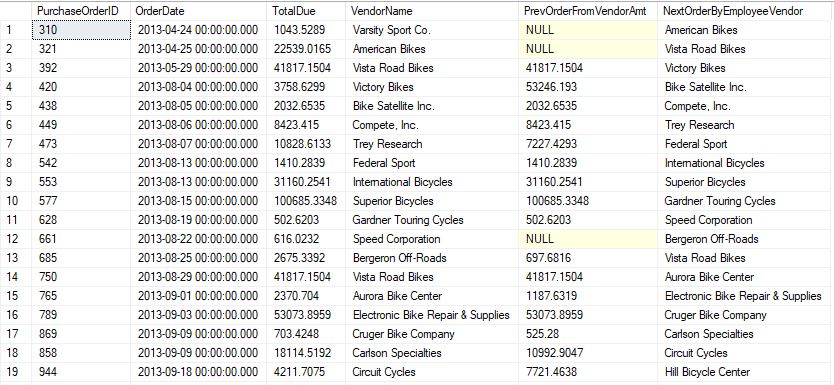 PurchaseOrderID OrderDate TotalDue VendorName PrevOrderFromVendorAmt NextOrderByEmployeeVendor
1 310 2013-04-24 00:00:00.000 1043.5289 Varsity Sport Co. NULL American Bikes
2 321 2013-04-25 00:00:00.000 22539.0165 American Bikes NULL Vista Road Bikes
3 392 2013-05-29 00:00:00.000 41817.1504 Vista Road Bikes 41817.1504 Victory Bikes
4 420 2013-08-04 00:00:00.000 3758.6299 Victory Bikes 53246.193 Bike Satellite Inc.
5 438 2013-08-05 00:00:00.000 2032.6535 Bike Satellite Inc. 2032.6535 Compete, Inc.
6 449 2013-08-06 00:00:00.000 8423.415 Compete, Inc. 8423.415 Trey Research
7 473 2013-08-07 00:00:00.000 10828.6133 Trey Research 7227.4293 Federal Sport
8 542 2013-08-13 00:00:00.000 1410.2839 Federal Sport 1410.2839 International Bicycles
9 553 2013-08-13 00:00:00.000 31160.2541 International Bicycles 31160.2541 Superior Bicycles
10 577 2013-08-15 00:00:00.000 100685.3348 Superior Bicycles 100685.3348 Gardner Touring Cycles
11 628 2013-08-19 00:00:00.000 502.6203 Gardner Touring Cycles 502.6203 Speed Corporation
12 661 2013-08-22 00:00:00.000 616.0232 Speed Corporation NULL Bergeron Off-Roads
13 685 2013-08-25 00:00:00.000 2675.3392 Bergeron Off-Roads 697.6816 Vista Road Bikes
14 750 2013-08-29 00:00:00.000 41817.1504 Vista Road Bikes 41817.1504 Aurora Bike Center
15 765 2013-09-01 00:00:00.000 2370.704 Aurora Bike Center 1187.6319 Electronic Bike Repair & Supplies
16 789 2013-09-03 00:00:00.000 53073.8959 Electronic Bike Repair & Supplies 53073.8959 Cruger Bike Company
17 869 2013-09-09 00:00:00.000 703.4248 Cruger Bike Company 525.28 Carlson Specialties
18 858 2013-09-09 00:00:00.000 18114.5192 Carlson Specialties 10992.9047 Circuit Cycles
19 944 2013-09-18 00:00:00.000 4211.7075 Circuit Cycles 7721.4638 Hill Bicycle Center